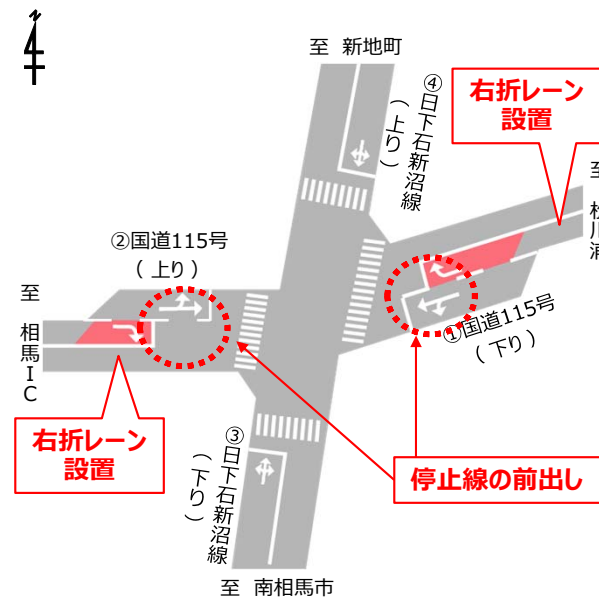 N
至 新地町
④日下石新沼線
（上り）
右折レーン
設置
至 松川浦
②国道115号
（ 上り ）
至 相馬IC
①国道115号
（ 下り ）
右折レーン
設置
③日下石新沼線
（下り）
停止線の前出し
至 南相馬市